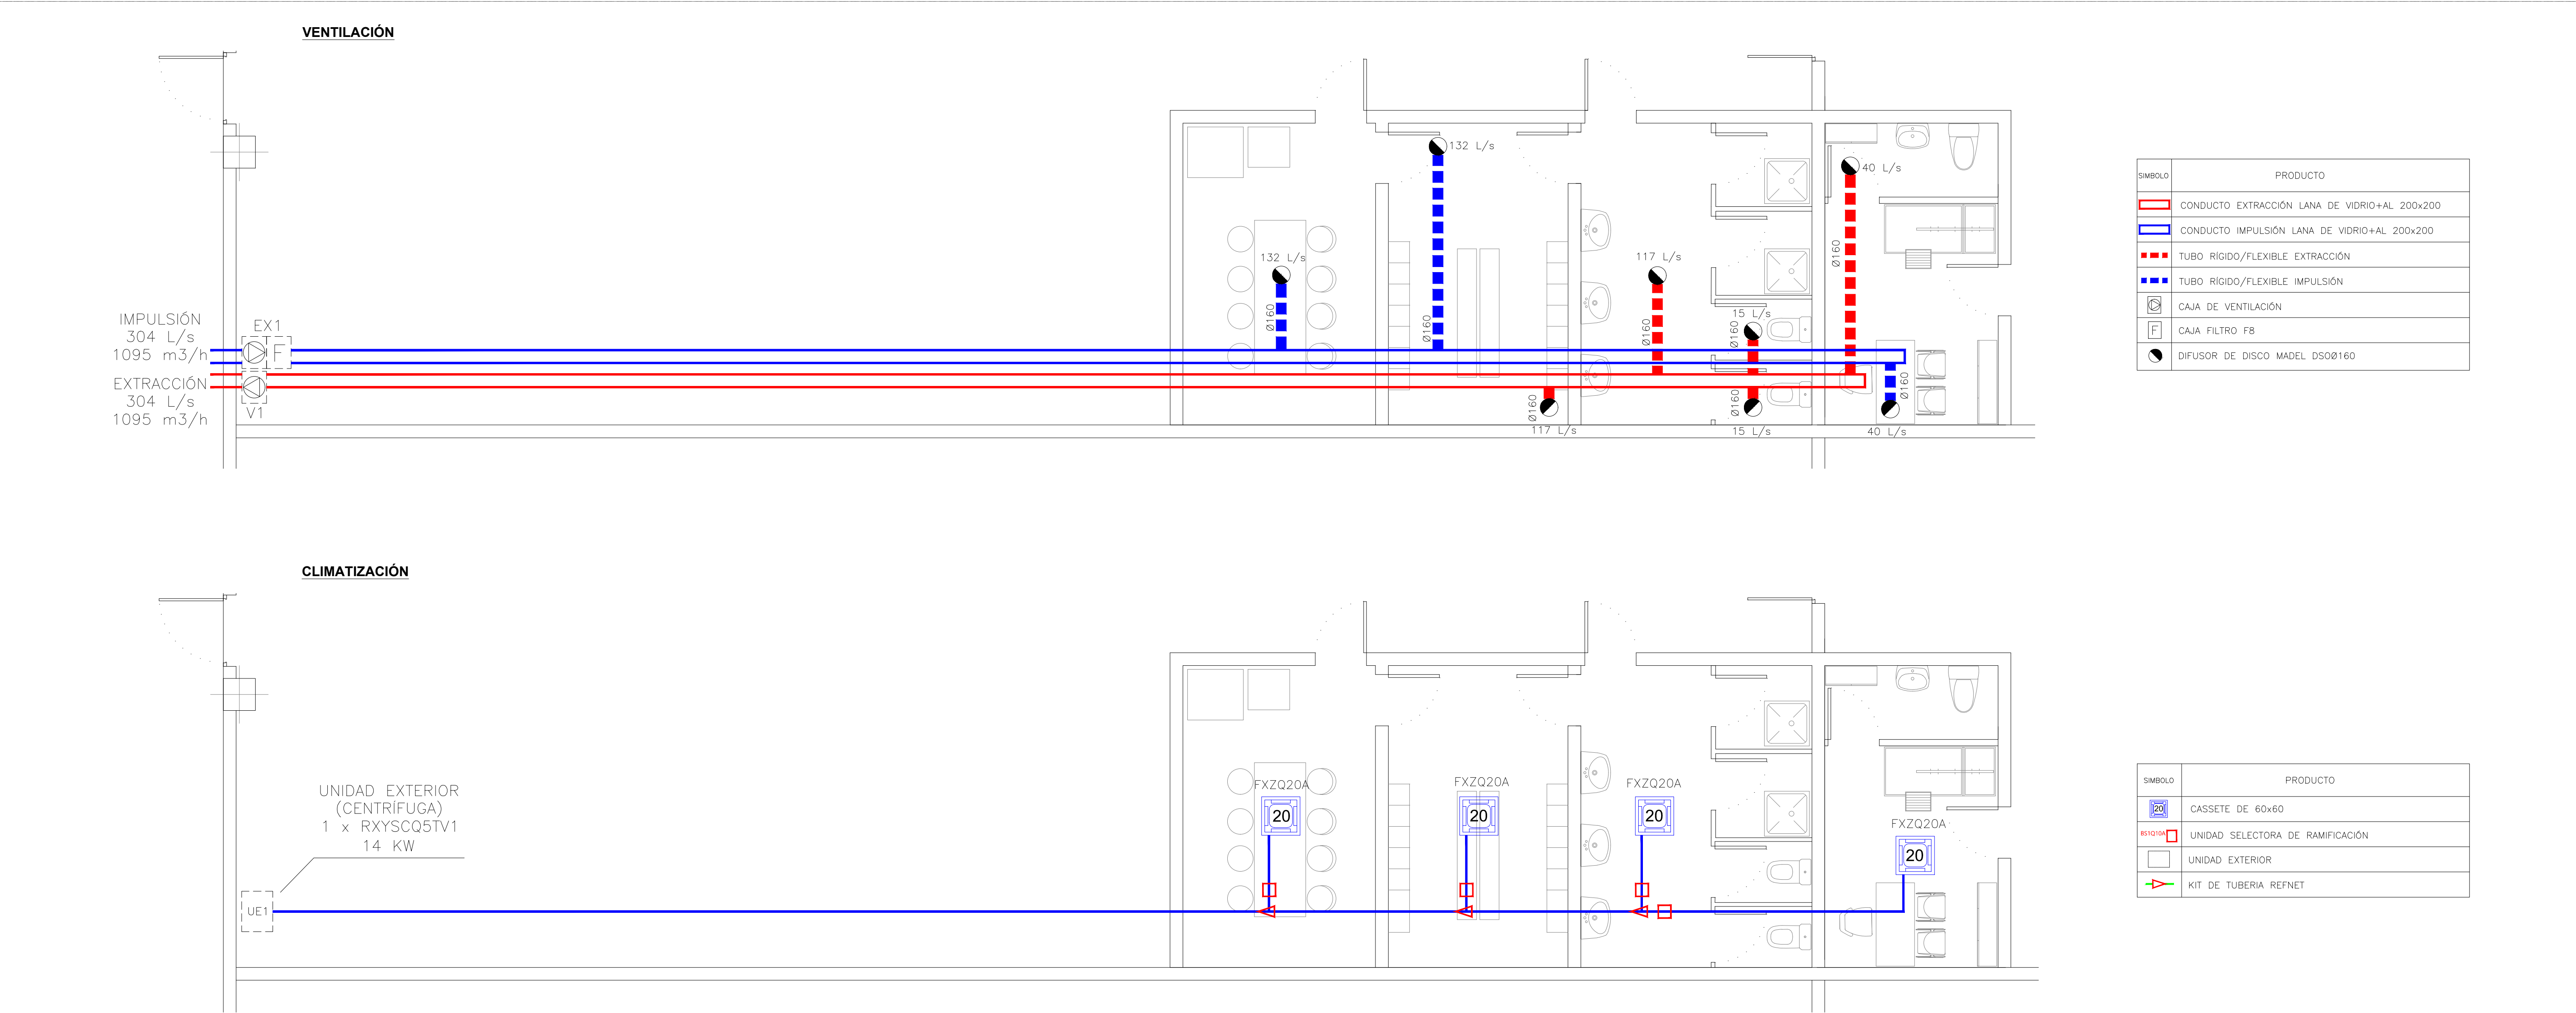 VENTILACIÓN
132 L/s
40 L/s
132 L/s
117 L/s
Ø160
Ø160
Ø160
Ø160
15 L/s
Ø160
IMPULSIÓN
304 L/s
1095 m3/h
EX1
F
EXTRACCIÓN
304 L/s
1095 m3/h
V1
Ø160
117 L/s
Ø160
15 L/s
Ø160
40 L/s
SIMBOLO PRODUCTO
CONDUCTO EXTRACCIÓN LANA DE VIDRIO+AL 200x200
CONDUCTO IMPULSIÓN LANA DE VIDRIO+AL 200x200
TUBO RÍGIDO/FLEXIBLE EXTRACCIÓN
TUBO RÍGIDO/FLEXIBLE IMPULSIÓN
CAJA DE VENTILACIÓN
F CAJA FILTRO F8
DIFUSOR DE DISCO MADEL DSOØ160
CLIMATIZACIÓN
UNIDAD EXTERIOR
(CENTRÍFUGA)
1 x RXYSCQ5TV1
14 KW
UE1
FXZQ20A
20
FXZQ20A
20
FXZQ20A
20
FXZQ20A
20
SIMBOLO PRODUCTO
20 CASSETE DE 60x60
BS1Q10A UNIDAD SELECTORA DE RAMIFICACIÓN
UNIDAD EXTERIOR
KIT DE TUBERIA REFNET